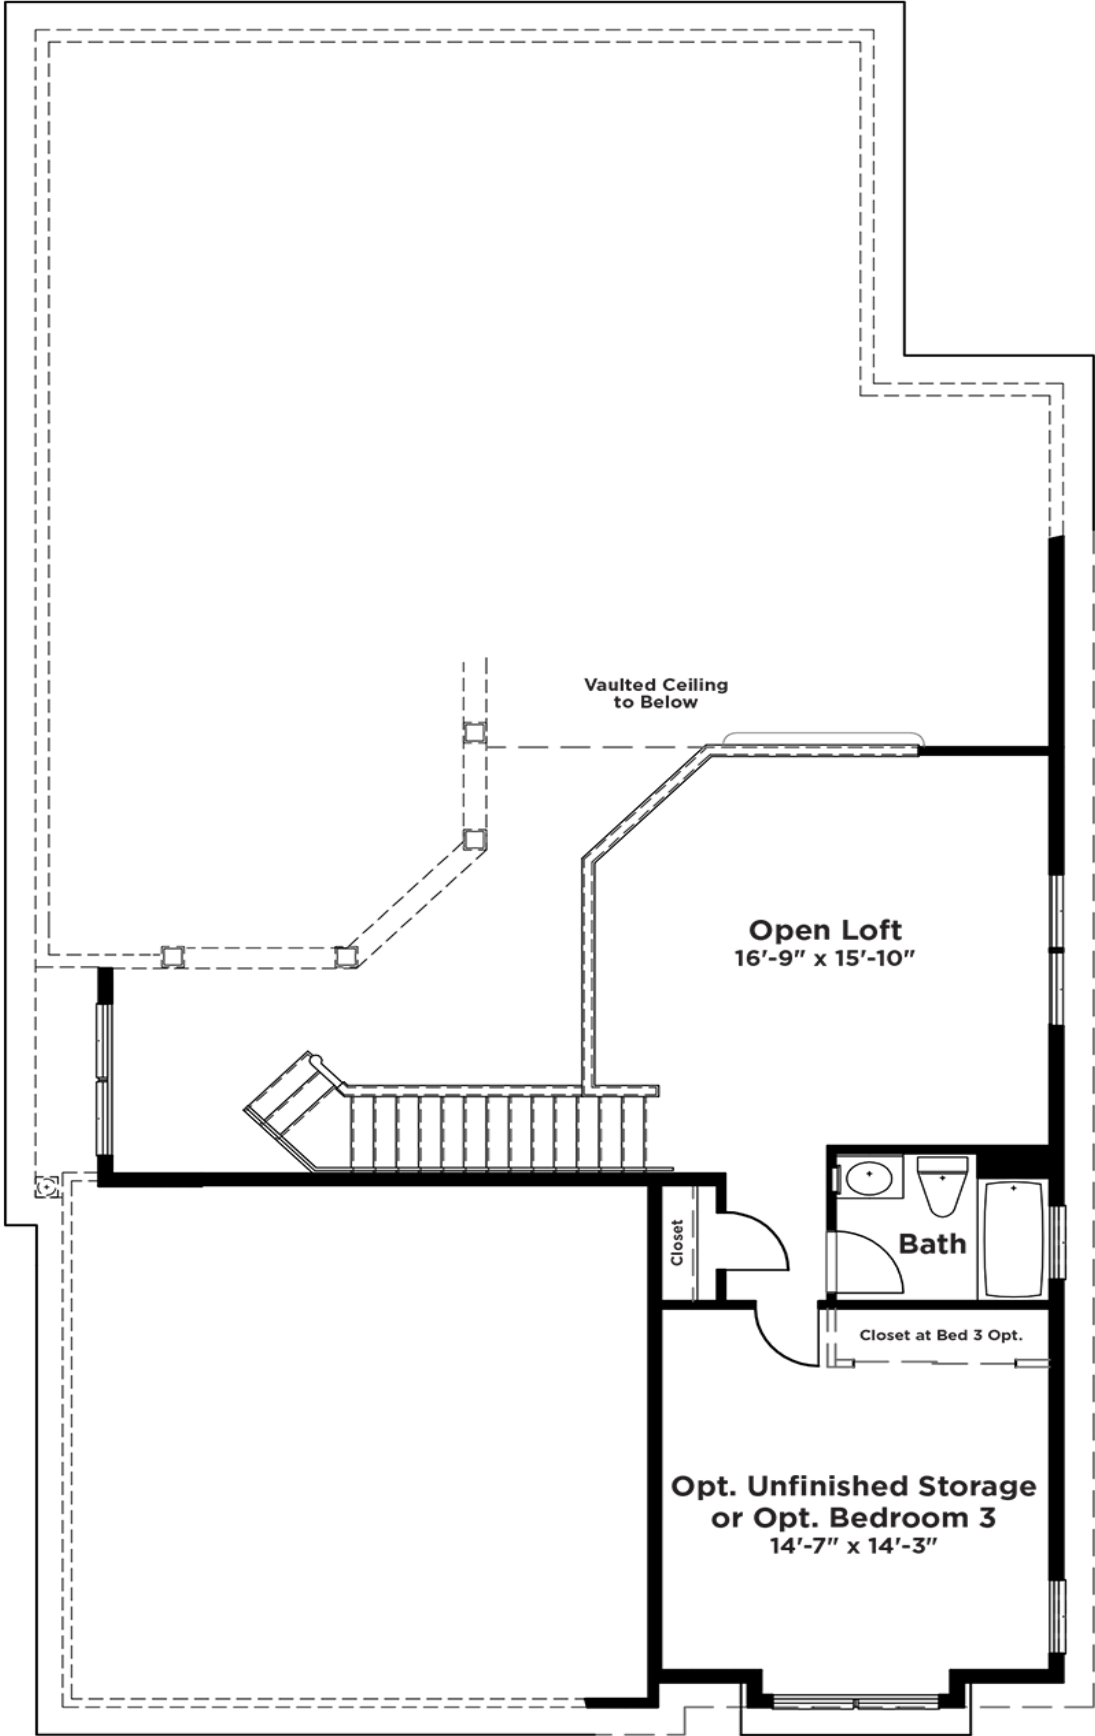 Vaulted Ceiling
to Below
Open Loft
16'-9" x 15'-10"
Closet
Bath
Closet at Bed 3 Opt.
Opt. Unfinished Storage
or Opt. Bedroom 3
14'-7" x 14'-3"